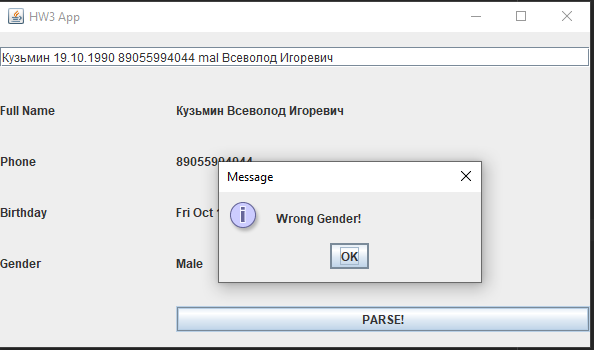 HW3 App
Кузьмин 19.10.1990 89055994044 mal Всеволод Игоревич
Full Name Кузьмин Всеволод Игоревич
Phone 89055994044
Message
Birthday Fri Oct
Wrong Gender!
Gender Male
OK
PARSE!